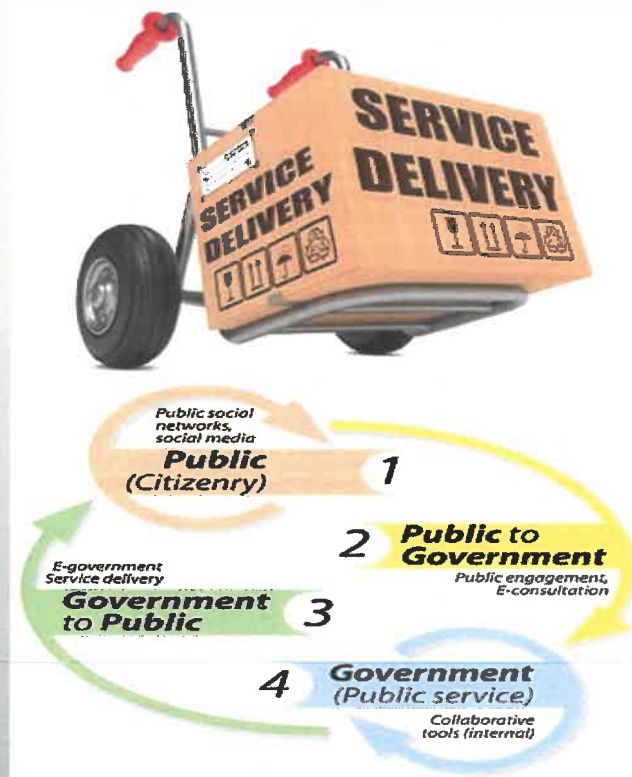 SERVICE
DELIVERY
SERVICE
DELIVERY
Public social
networks,
social media
Public
(Citizenry)
1
2
Public to
Government
Public engagement,
E-consultation
E-government
Service delivery
Government
to Public
3
4
Government
(Public service)
Collaborative
tools (internal)